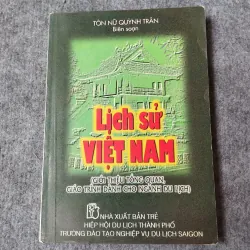 TÔN NỮ QUỲNH TRÂN
Biên soạn
Lịch sử
VIỆT NAM
(GIỚI THIỆU TỔNG QUAN,
GIÁO TRÌNH DÀNH CHO NGÀNH DU LỊCH)
NHÀ XUẤT BẢN TRẺ
HIỆP HỘI DU LỊCH THÀNH PHỐ
TRƯỜNG ĐÀO TẠO NGHIỆP VỤ DU LỊCH SAIGON